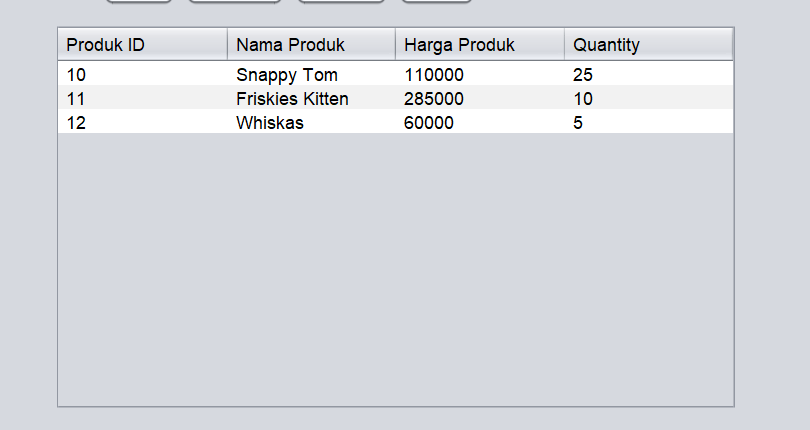 Produk ID Nama Produk Harga Produk Quantity
10 Snappy Tom 110000 25
11 Friskies Kitten 285000 10
12 Whiskas 60000 5